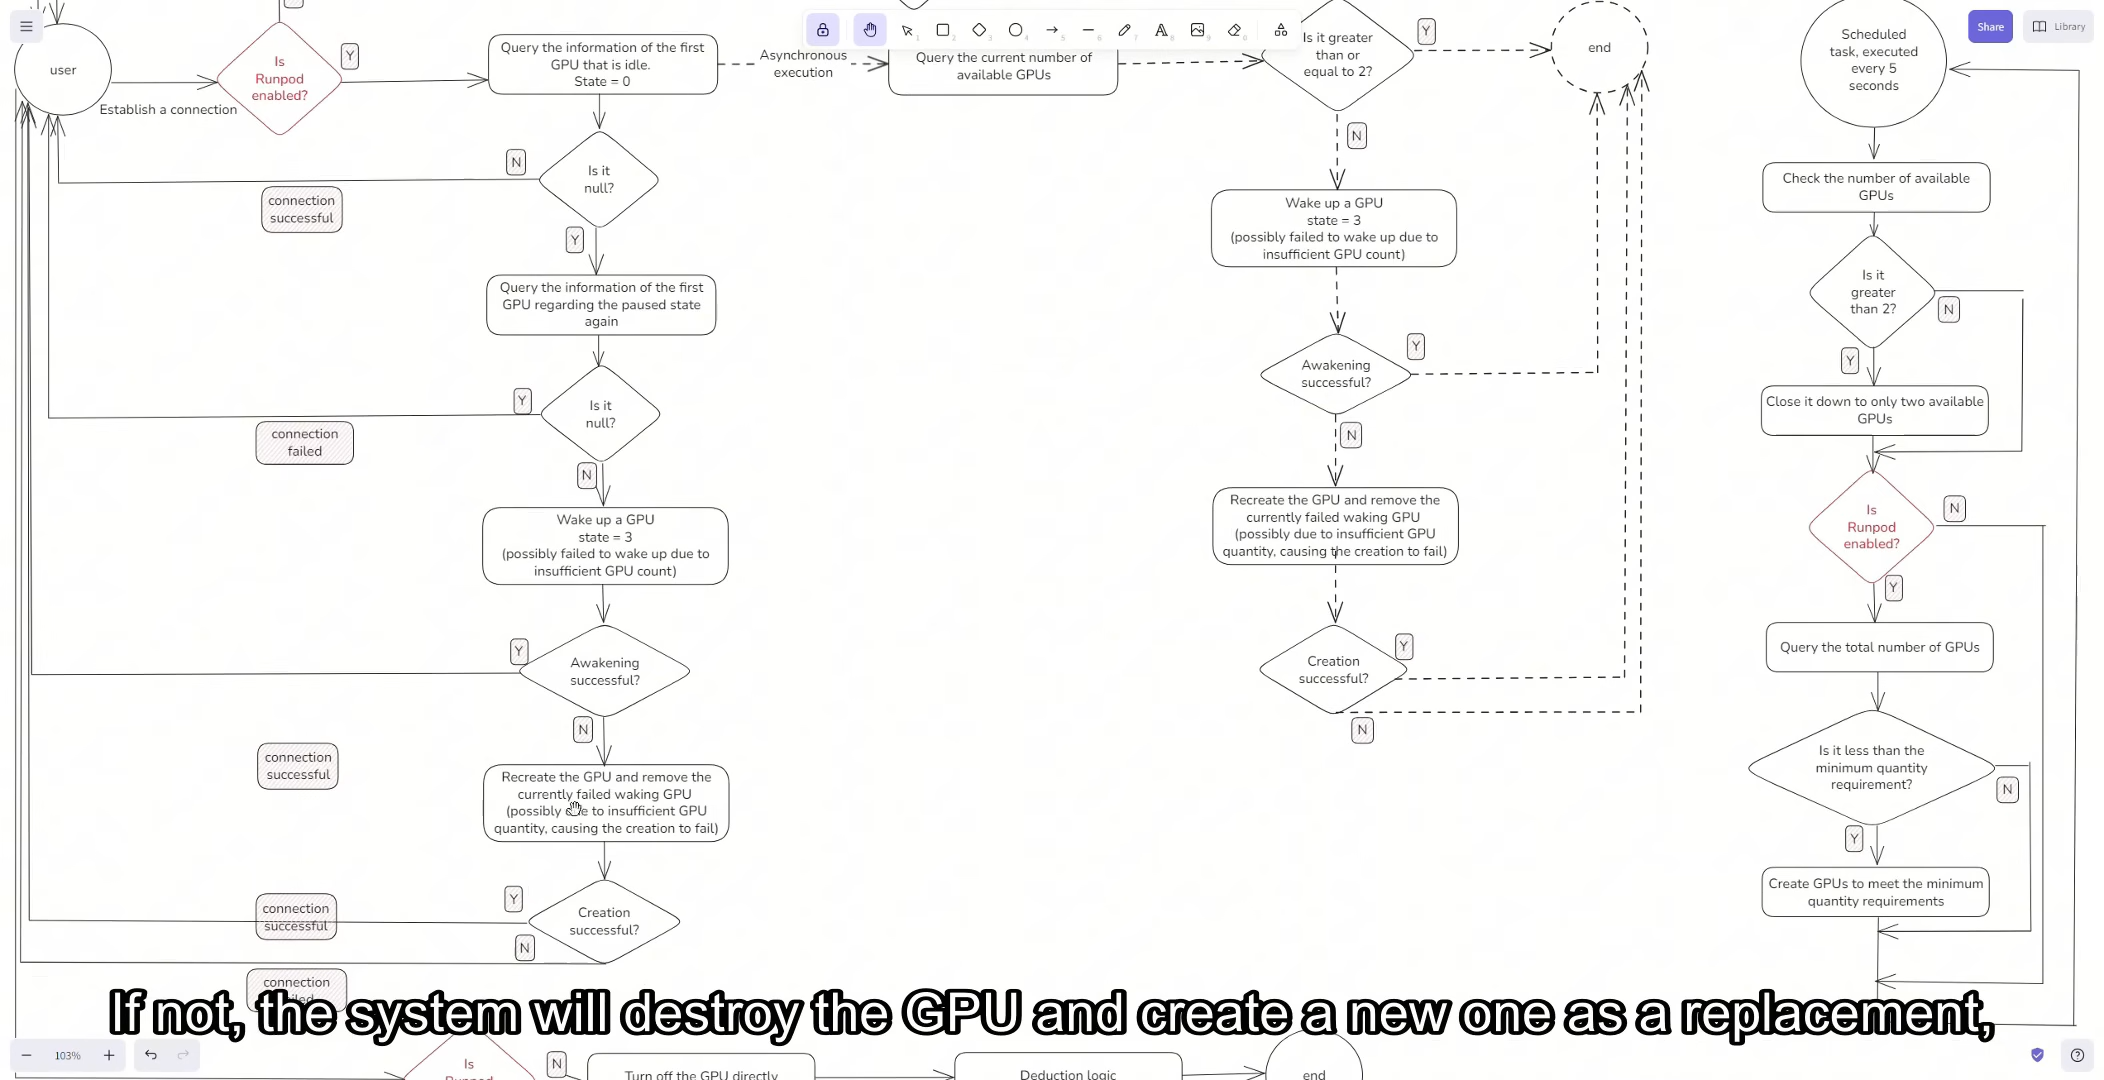 user
Establish a connection
Is
Runpod
enabled?
Y
Query the information of the first
GPU that is idle.
State = 0
Asynchronous
execution
Query the current number of
available GPUs
Is it greater
than or
equal to 2?
Y
end
Scheduled
task, executed
every 5
seconds
Share
Library
N
Is it
null?
connection
successful
Y
Query the information of the first
GPU regarding the paused state
again
Y
Is it
null?
connection
failed
N
Wake up a GPU
state = 3
(possibly failed to wake up due to
insufficient GPU count)
Y
Awakening
successful?
N
connection
successful
Recreate the GPU and remove the
currently failed waking GPU
(possibly due to insufficient GPU
quantity, causing the creation to fail)
Y
connection
successful
Creation
successful?
N
connection
N
Wake up a GPU
state = 3
(possibly failed to wake up due to
insufficient GPU count)
Awakening
successful?
Y
N
Recreate the GPU and remove the
currently failed waking GPU
(possibly due to insufficient GPU
quantity, causing the creation to fail)
Creation
successful?
Y
N
Check the number of available
GPUs
Is it
greater
than 2?
N
Y
Close it down to only two available
GPUs
Is
Runpod
enabled?
N
Y
Query the total number of GPUs
Is it less than the
minimum quantity
requirement?
N
Y
Create GPUs to meet the minimum
quantity requirements
If not, the system will destroy the GPU and create a new one as a replacement,
103%
Is
N
Turn off the GPU directly
Deduction logic
end